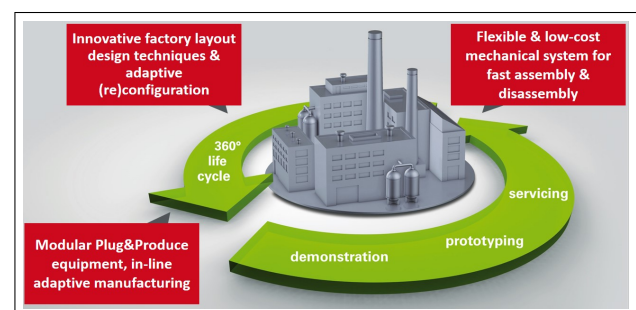 Innovative factory layout
design techniques &
adaptive
(re)configuration
Flexible & low-cost
mechanical system for
fast assembly &
disassembly
360°
life
cycle
servicing
prototyping
demonstration
Modular Plug&Produce
equipment, in-line
adaptive manufacturing